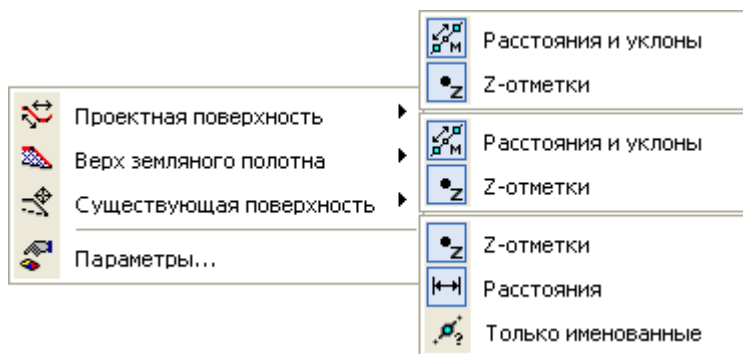 Проектная поверхность
Верх земляного полотна
Существующая поверхность
Параметры...
Расстояния и уклоны
Z-отметки
Расстояния и уклоны
Z-отметки
Z-отметки
Расстояния
Только именованные